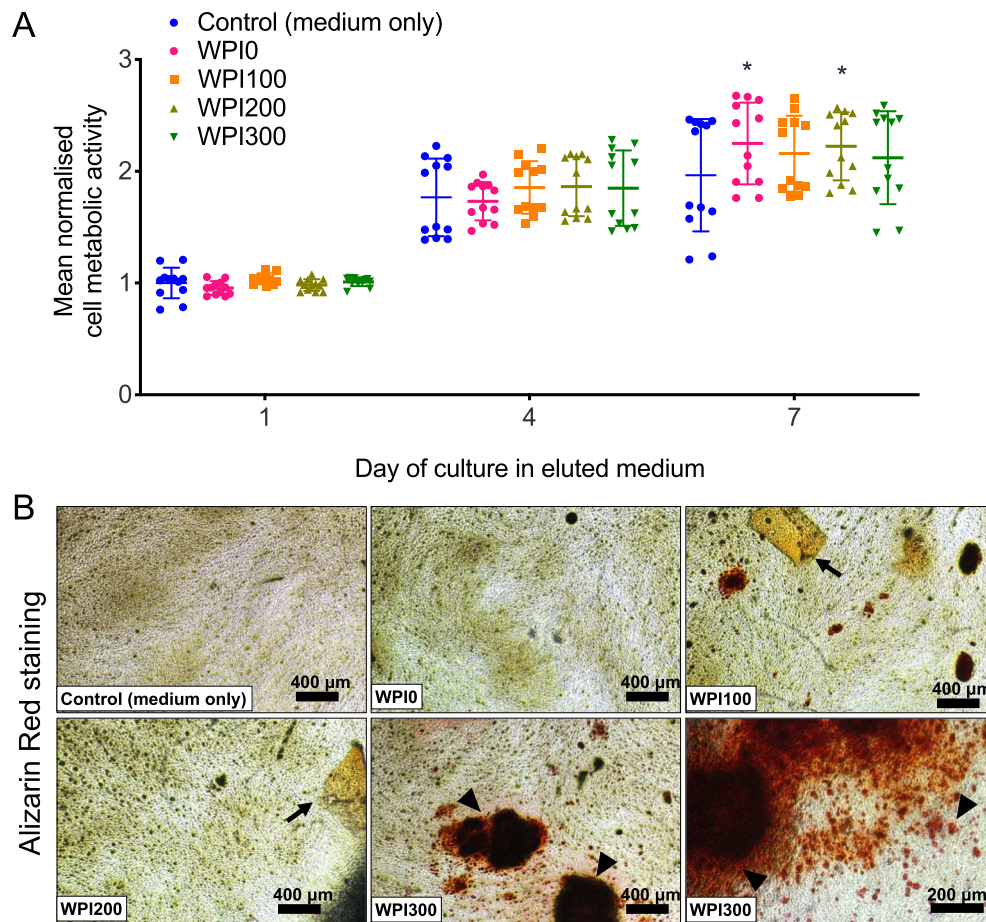 A
Control (medium only)
WPI0
WPI100
WPI200
WPI300
Mean normalised
cell metabolic activity
3
2
1
0
*
*
1
4
7
Day of culture in eluted medium
B
Alizarin Red staining
400 µm
Control (medium only)
400 µm
WPI0
400 µm
WPI100
400 µm
WPI200
400 µm
WPI300
200 µm
WPI300